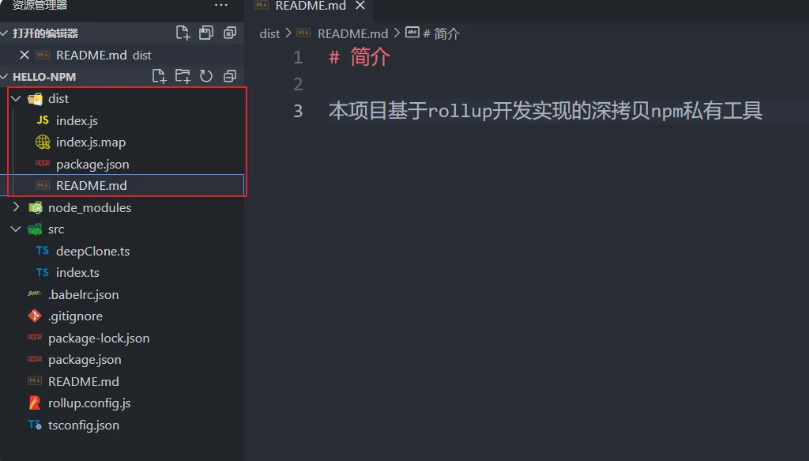 资源管理器
···
README.md
打开的编辑器
README.md dist
dist > README.md > # 简介
HELLO-NPM
1 # 简介
2
3 本项目基于rollup开发实现的深拷贝npm私有工具
dist
JS index.js
index.js.map
package.json
README.md
node_modules
src
TS deepClone.ts
TS index.ts
.babelrc.json
.gitignore
package-lock.json
package.json
README.md
rollup.config.js
tsconfig.json